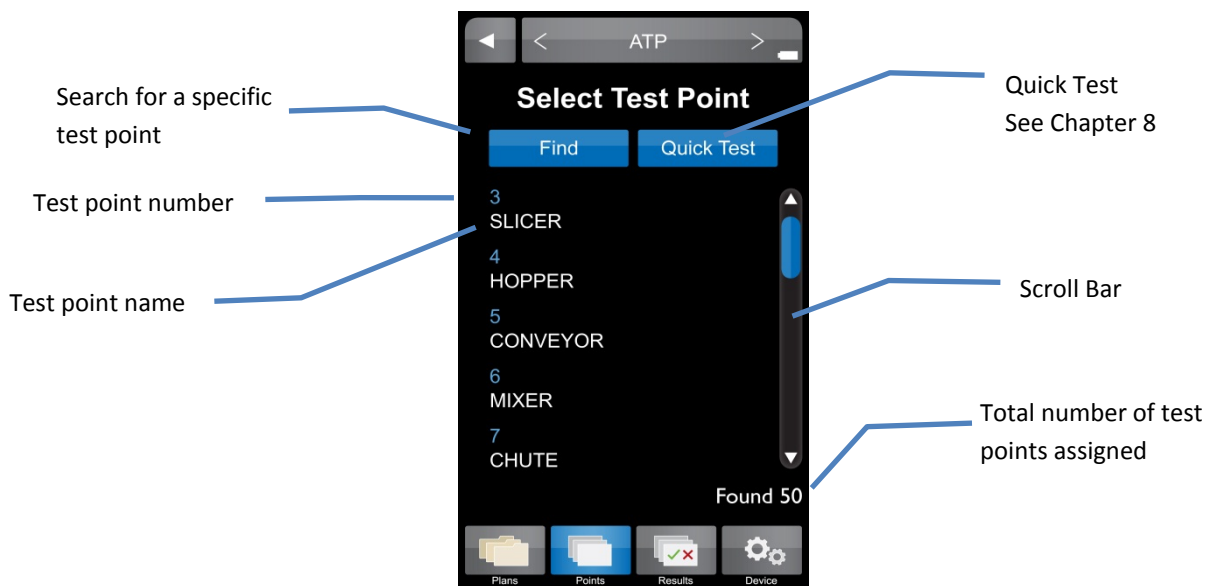 < ATP >
Select Test Point
Find Quick Test
3
SLICER
4
HOPPER
5
CONVEYOR
6
MIXER
7
CHUTE
Found 50
Plans Points Results Device
Search for a specific
test point
Test point number
Test point name
Quick Test
See Chapter 8
Scroll Bar
Total number of test
points assigned